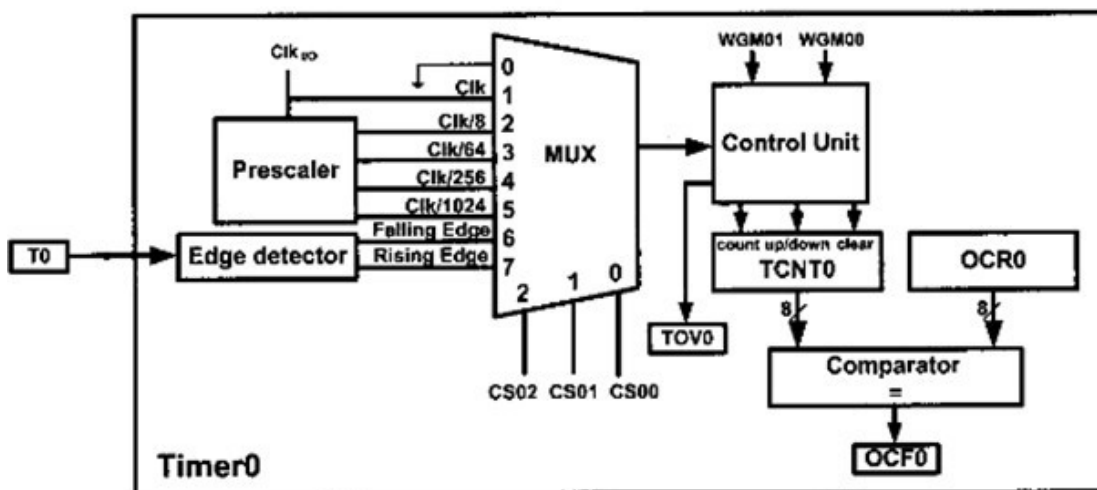 WGM01 WGM00
Clk I/O
0
Clk 1
Clk/8 2
Clk/64 3
Clk/256 4
Clk/1024 5
Falling Edge 6
Rising Edge 7
Prescaler
MUX
Control Unit
T0
Edge detector
2 1 0
count up/down clear
TCNT0
OCR0
8
8
TOV0
CS02 CS01 CS00
Comparator
=
OCF0
Timer0